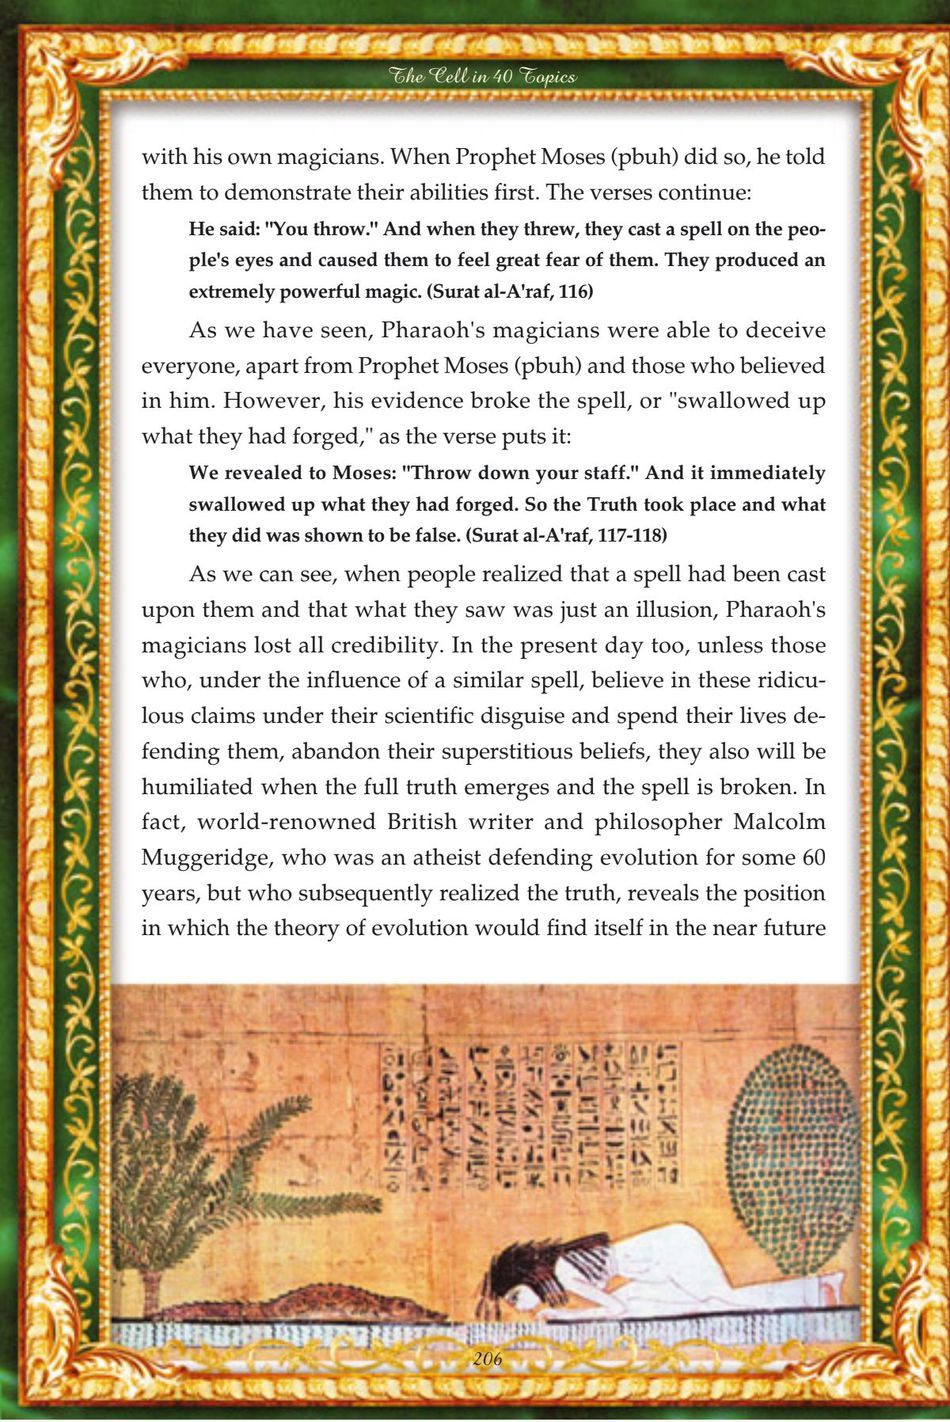 The Cell in 40 Topics
with his own magicians. When Prophet Moses (pbuh) did so, he told
them to demonstrate their abilities first. The verses continue:
He said: "You throw." And when they threw, they cast a spell on the peo-
ple's eyes and caused them to feel great fear of them. They produced an
extremely powerful magic. (Surat al-A'raf, 116)
As we have seen, Pharaoh's magicians were able to deceive
everyone, apart from Prophet Moses (pbuh) and those who believed
in him. However, his evidence broke the spell, or "swallowed up
what they had forged," as the verse puts it:
We revealed to Moses: "Throw down your staff." And it immediately
swallowed up what they had forged. So the Truth took place and what
they did was shown to be false. (Surat al-A'raf, 117-118)
As we can see, when people realized that a spell had been cast
upon them and that what they saw was just an illusion, Pharaoh's
magicians lost all credibility. In the present day too, unless those
who, under the influence of a similar spell, believe in these ridicu-
lous claims under their scientific disguise and spend their lives de-
fending them, abandon their superstitious beliefs, they also will be
humiliated when the full truth emerges and the spell is broken. In
fact, world-renowned British writer and philosopher Malcolm
Muggeridge, who was an atheist defending evolution for some 60
years, but who subsequently realized the truth, reveals the position
in which the theory of evolution would find itself in the near future
206